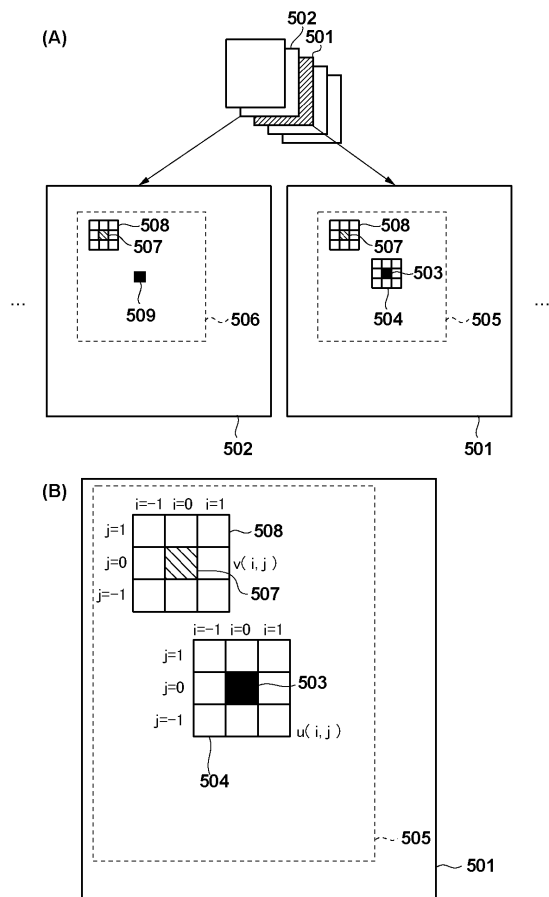 (A)
502
501
508
507
509
506
502
508
507
503
504
505
501
...
...
(B)
i=-1 i=0 i=1
j=1
508
j=0
v( i, j )
507
j=-1
i=-1 i=0 i=1
j=1
503
j=0
j=-1
u( i, j )
504
505
501